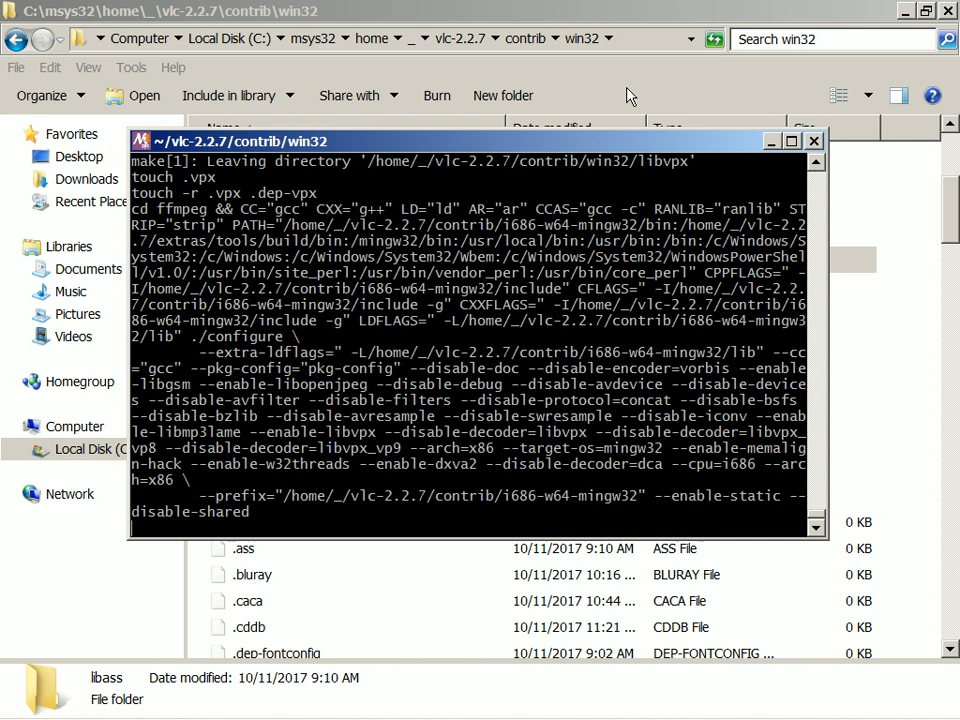 C:\msys32\home\_\vlc-2.2.7\contrib\win32
Computer Local Disk (C:) msys32 home _ vlc-2.2.7 contrib win32
Search win32
File Edit View Tools Help
Organize Open Include in library Share with Burn New folder
Favorites
Desktop
Downloads
Recent Place
Libraries
Documents
Music
Pictures
Videos
Homegroup
Computer
Local Disk (C
Network
~/vlc-2.2.7/contrib/win32
make[1]: Leaving directory '/home/_/vlc-2.2.7/contrib/win32/libvpx'
touch .vpx
touch -r .vpx .dep-vpx
cd ffmpeg && CC="gcc" CXX="g++" LD="ld" AR="ar" CCAS="gcc -c" RANLIB="ranlib" ST
RIP="strip" PATH="/home/_/vlc-2.2.7/contrib/i686-w64-mingw32/bin:/home/_/vlc-2.2
.7/extras/tools/build/bin:/mingw32/bin:/usr/local/bin:/usr/bin:/bin:/c/Windows/S
ystem32:/c/Windows:/c/Windows/System32/Wbem:/c/Windows/System32/WindowsPowerShel
l/v1.0/:/usr/bin/site_perl:/usr/bin/vendor_perl:/usr/bin/core_perl" CPPFLAGS=" -
I/home/_/vlc-2.2.7/contrib/i686-w64-mingw32/include" CFLAGS=" -I/home/_/vlc-2.2.
7/contrib/i686-w64-mingw32/include -g" CXXFLAGS=" -I/home/_/vlc-2.2.7/contrib/i6
86-w64-mingw32/include -g" LDFLAGS=" -L/home/_/vlc-2.2.7/contrib/i686-w64-mingw3
2/lib" ./configure \
--extra-ldflags=" -L/home/_/vlc-2.2.7/contrib/i686-w64-mingw32/lib" --cc
="gcc" --pkg-config="pkg-config" --disable-doc --disable-encoder=vorbis --enable
-libgsm --enable-libopenjpeg --disable-debug --disable-avdevice --disable-device
s --disable-avfilter --disable-filters --disable-protocol=concat --disable-bsfs
--disable-bzlib --disable-avresample --disable-swresample --disable-iconv --enab
le-libmp3lame --enable-libvpx --disable-decoder=libvpx --disable-decoder=libvpx_
vp8 --disable-decoder=libvpx_vp9 --arch=x86 --target-os=mingw32 --enable-memalig
n-hack --enable-w32threads --enable-dxva2 --disable-decoder=dca --cpu=i686 --arc
h=x86 \
--prefix="/home/_/vlc-2.2.7/contrib/i686-w64-mingw32" --enable-static --
disable-shared
0 KB
.ass 10/11/2017 9:10 AM ASS File 0 KB
.bluray 10/11/2017 10:16 ... BLURAY File 0 KB
.caca 10/11/2017 10:44 ... CACA File 0 KB
.cddb 10/11/2017 11:21 ... CDDB File 0 KB
.dep-fontconfig 10/11/2017 9:02 AM DEP-FONTCONFIG ... 0 KB
libass Date modified: 10/11/2017 9:10 AM
File folder